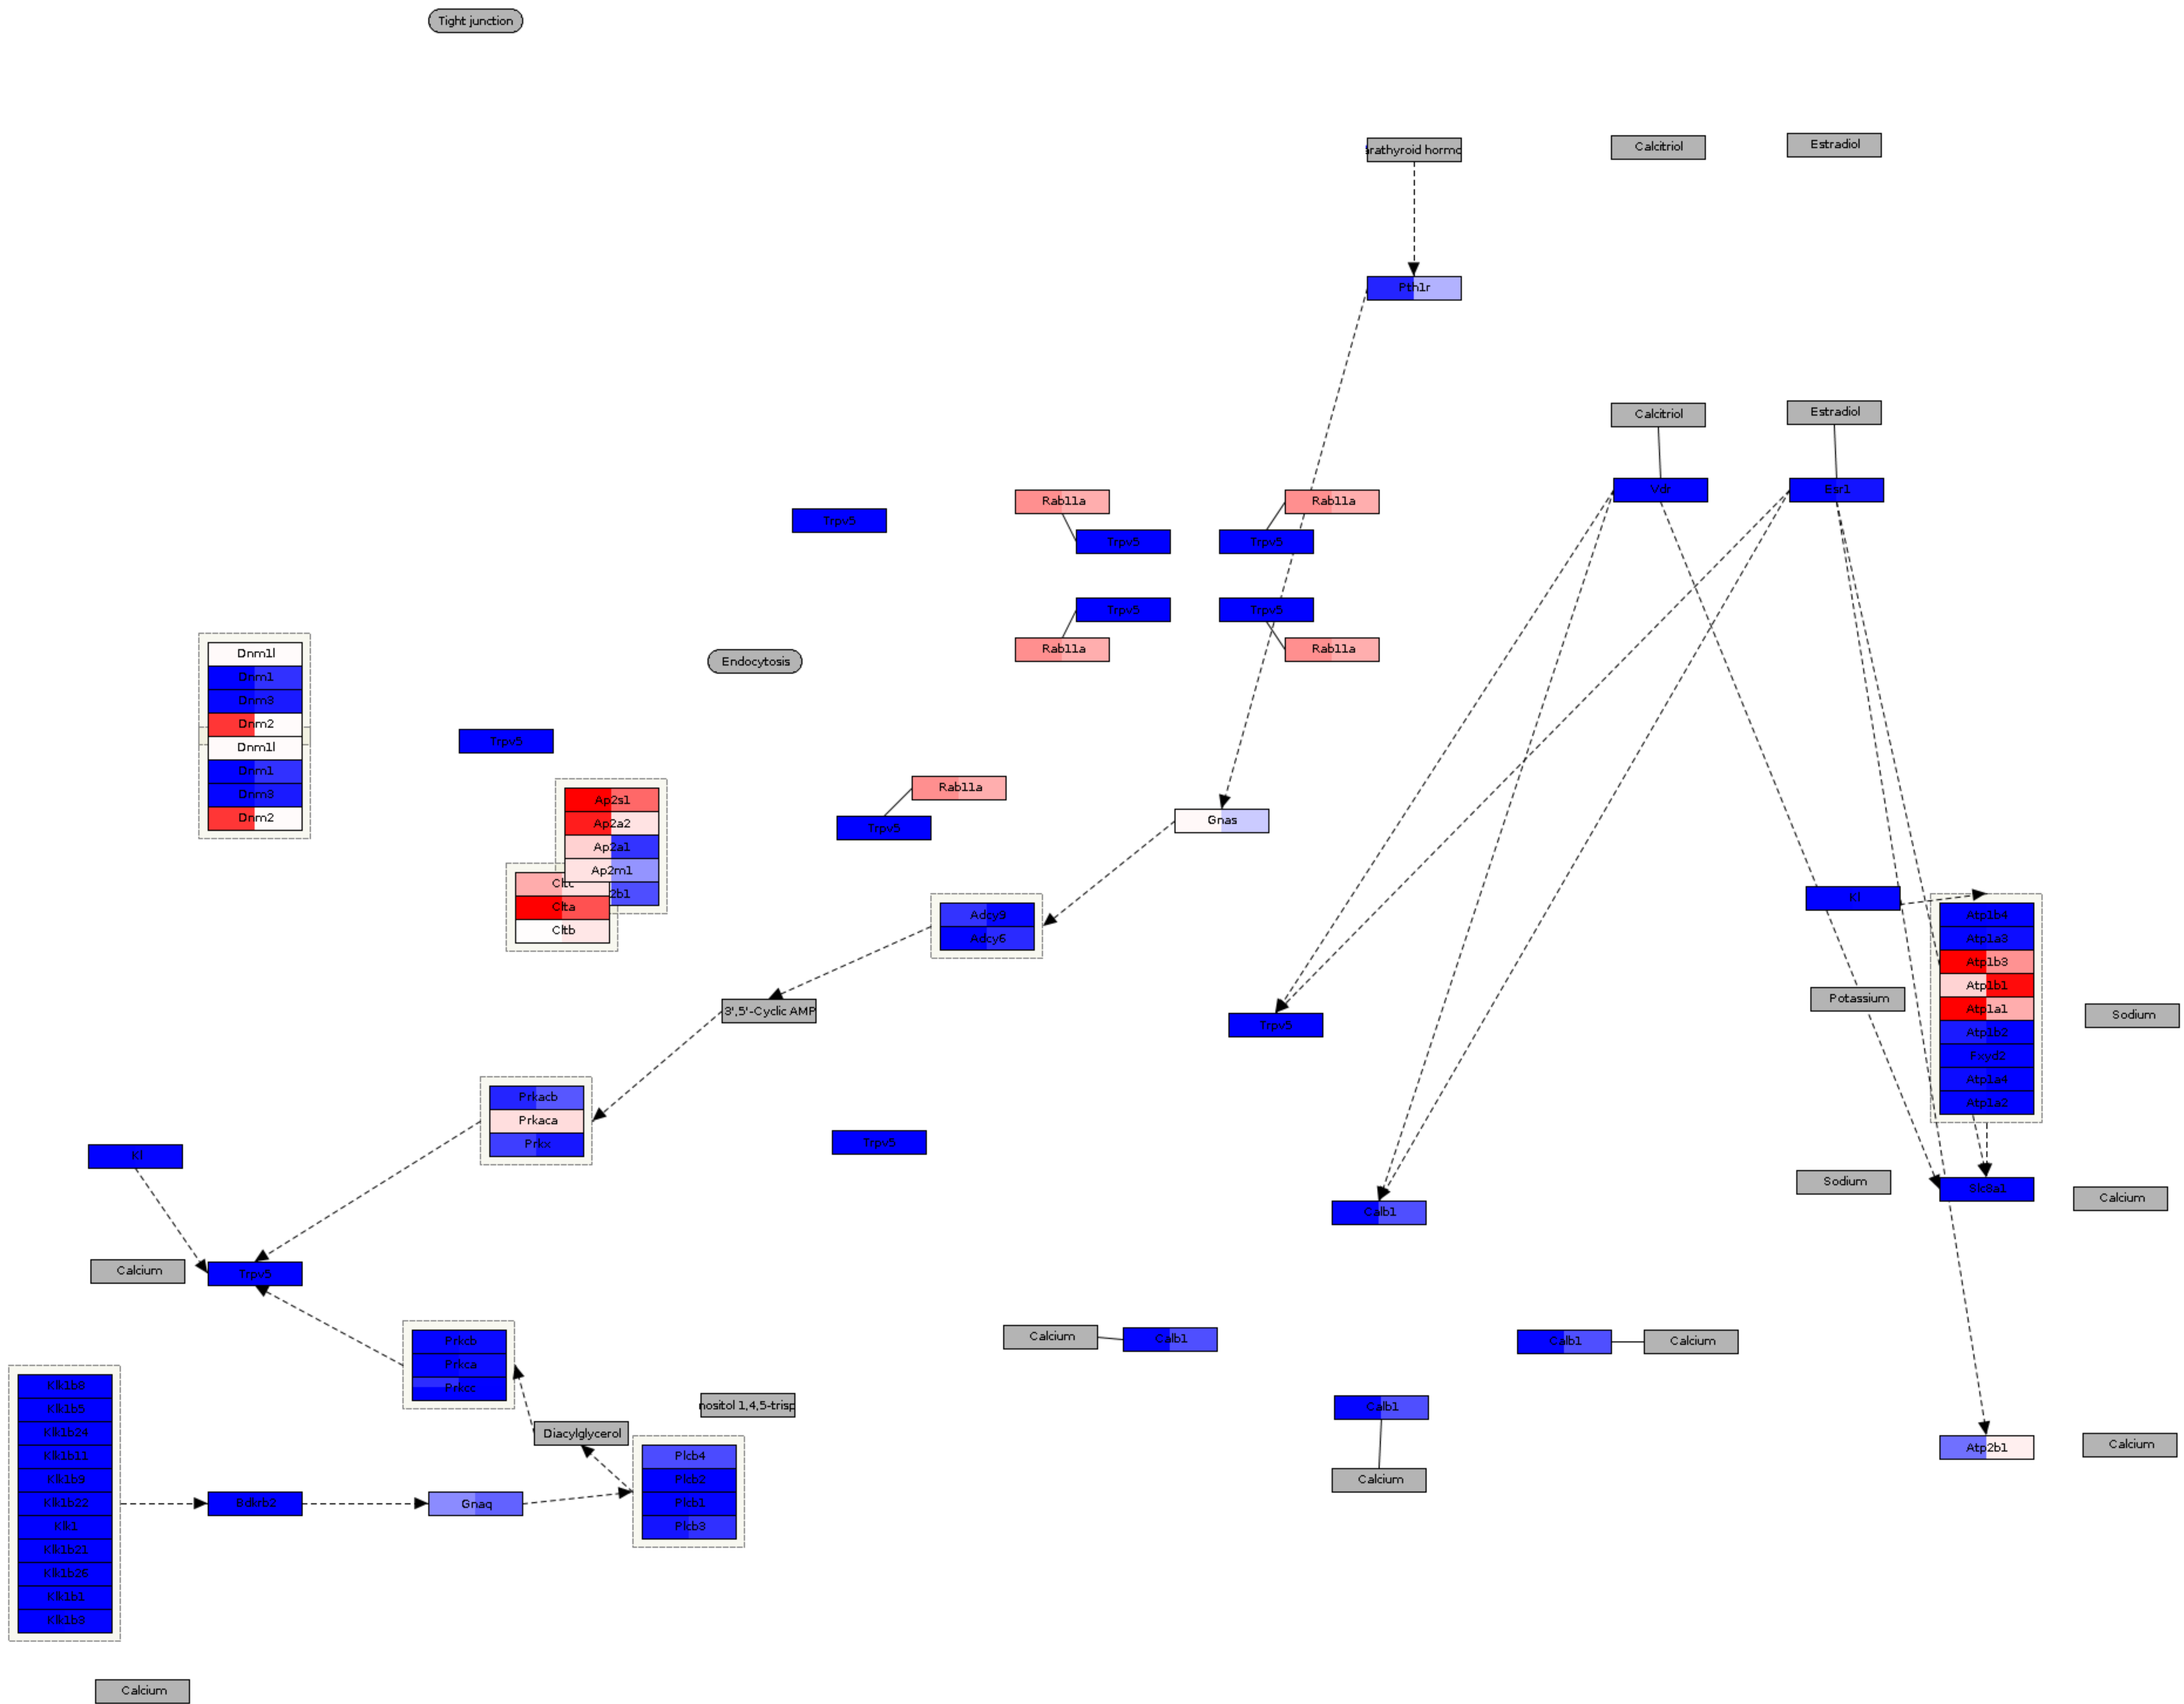 Tight junction
arathyroid hormo
Calcitriol
Estradiol
Pth1r
Calcitriol
Estradiol
Vdr
Esr1
Rab11a
Rab11a
Trpv5
Trpv5
Trpv5
Trpv5
Trpv5
Rab11a
Rab11a
Endocytosis
Dnm1l
Dnm1
Dnm3
Dnm2
Dnm1l
Dnm1
Dnm3
Dnm2
Trpv5
Rab11a
Trpv5
Gnas
Ap2s1
Ap2a2
Ap2a1
Ap2m1
2b1
Cltc
Clta
Cltb
Adcy9
Adcy6
3',5'-Cyclic AMP
Kl
Atp1b4
Atp1a3
Atp1b3
Atp1b1
Atp1a1
Atp1b2
Fxyd2
Atp1a4
Atp1a2
Potassium
Sodium
Trpv5
Prkacb
Prkaca
Prkx
Trpv5
Kl
Sodium
Slc8a1
Calcium
Calb1
Calcium
Trpv5
Prkcb
Prkca
Prkcc
Calcium
Calb1
Calb1
Calcium
Klk1b8
Klk1b5
Klk1b24
Klk1b11
Klk1b9
Klk1b22
Klk1
Klk1b21
Klk1b26
Klk1b1
Klk1b3
nositol 1,4,5-trisp
Diacylglycerol
Calb1
Calcium
Plcb4
Plcb2
Plcb1
Plcb3
Atp2b1
Calcium
Bdkrb2
Gnaq
Calcium